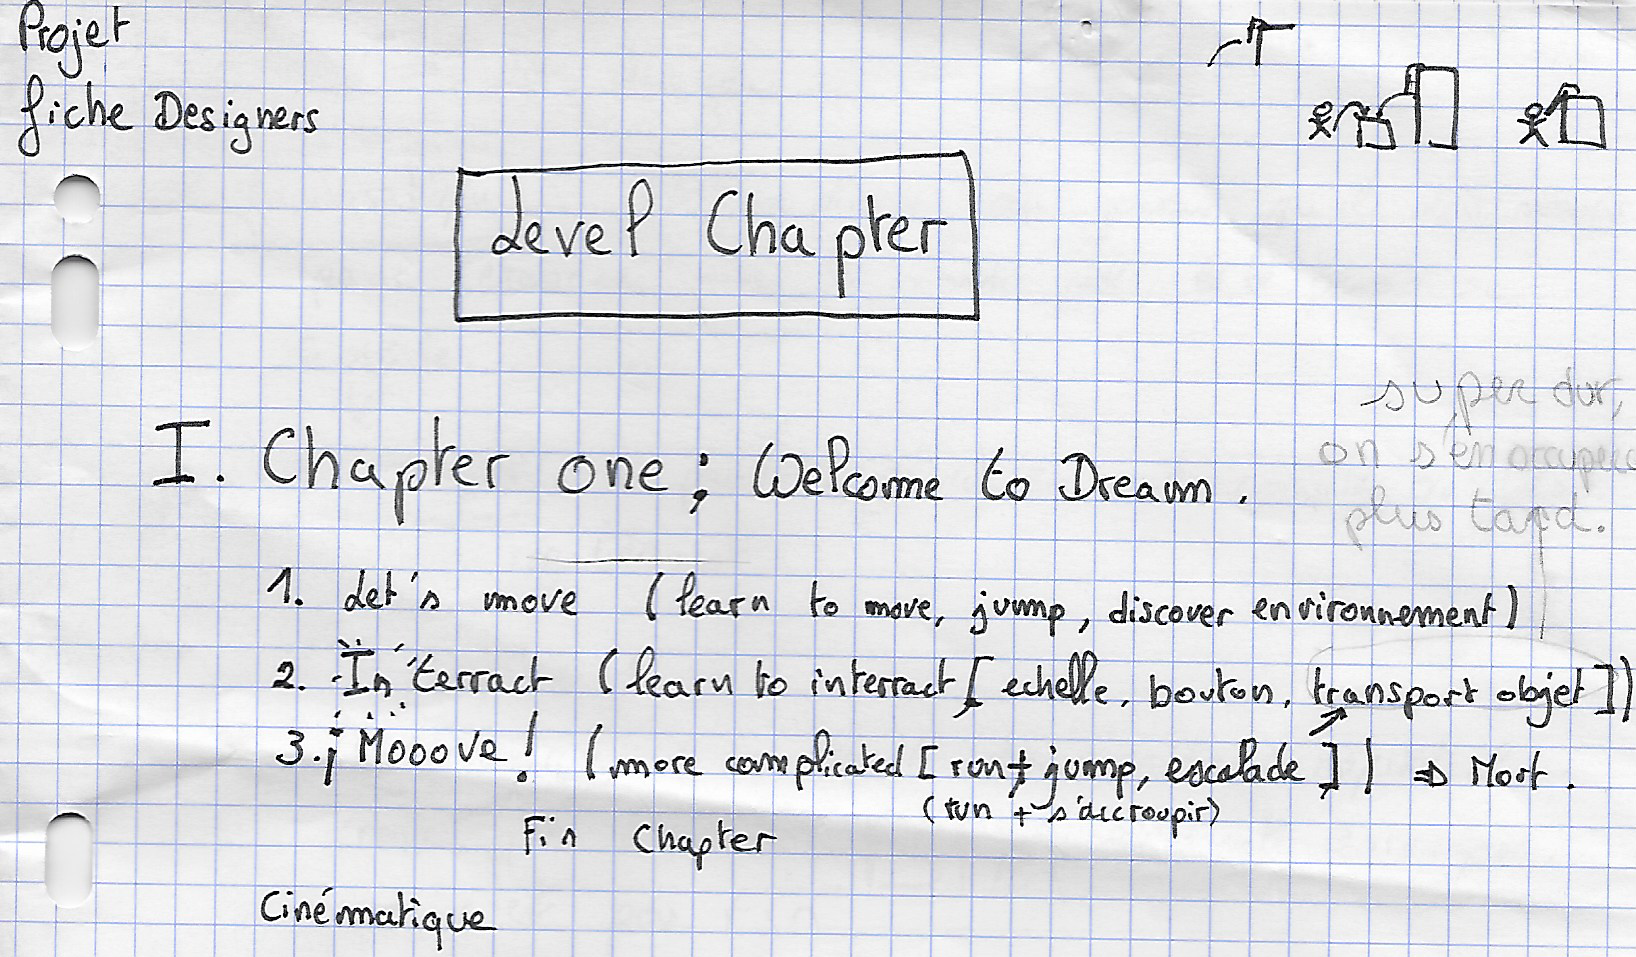 Projet
fiche Designers
Level Chapter
super dur,
on s'en occupera
plus tard.
I. Chapter one ; Welcome to Dream.
1. Let's move (learn to move, jump, discover environnement)
2. Interract (learn to interract [echelle, bouton, transport objet])
3. ¡ Mooove! (more complicated [run + jump, escalade]) ⇒ Mort.
(run + s'accroupir)
Fin Chapter
Cinématique